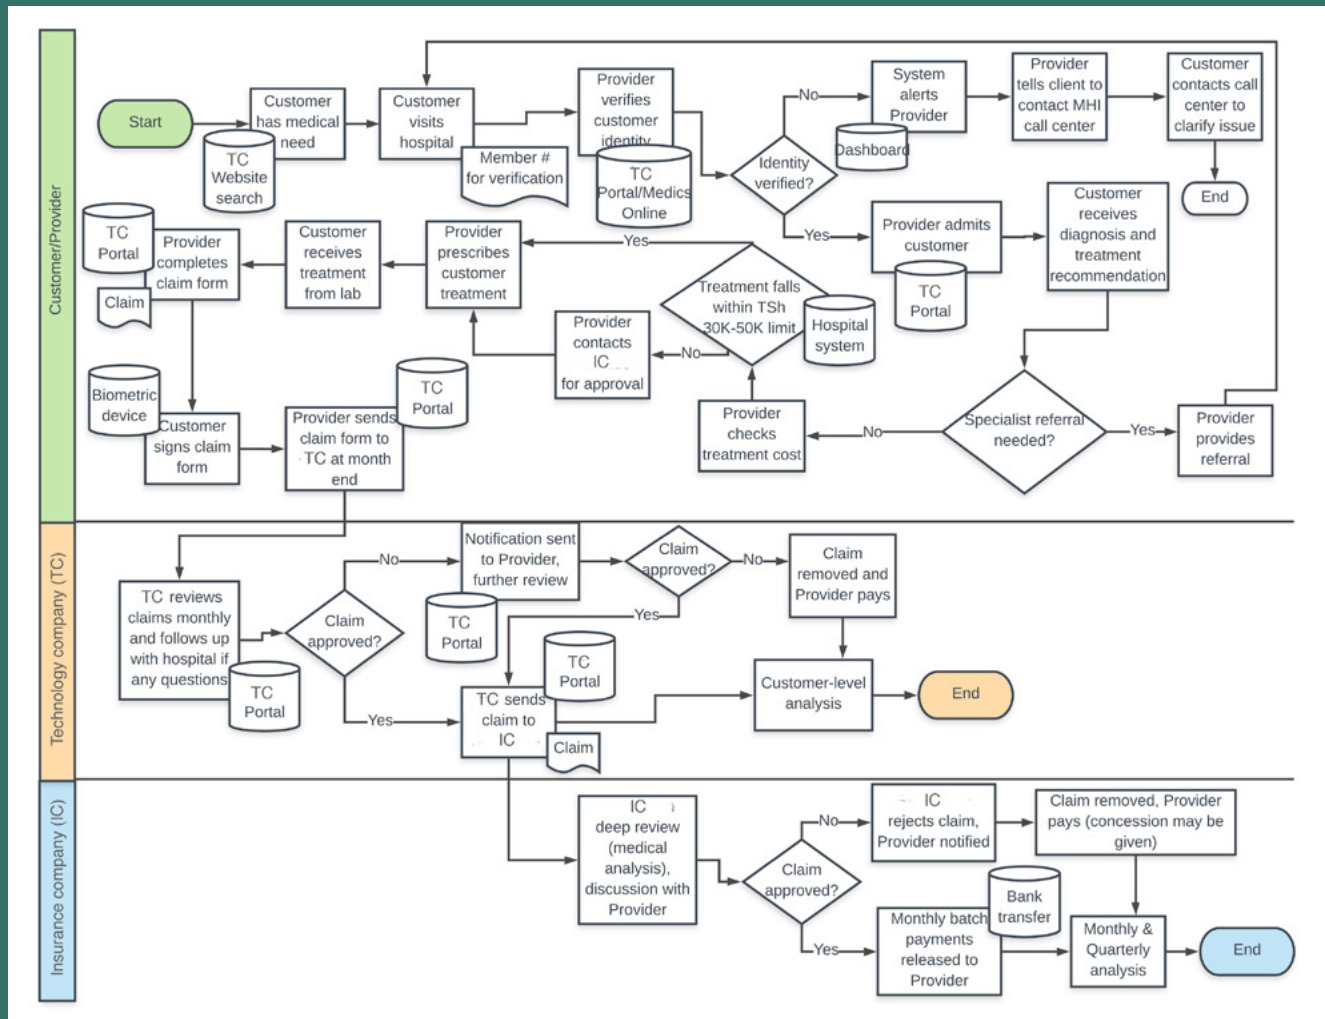 Customer/Provider
Start
Customer
has medical
need
TC
Website
search
Customer
visits
hospital
Member #
for verification
Provider
verifies
customer
identity
TC
Portal/Medics
Online
Identity
verified?
No
System
alerts
Provider
Dashboard
Provider
tells client to
contact MHI
call center
Customer
contacts call
center to
clarify issue
End
Yes
Provider admits
customer
TC
Portal
Customer
receives
diagnosis and
treatment
recommendation
Specialist referral
needed?
Yes
Provider
provides
referral
No
Provider
checks
treatment cost
Treatment falls
within TSh
30K-50K limit
Hospital
system
No
Provider
contacts
IC
for approval
Yes
Provider
prescribes
customer
treatment
Customer
receives
treatment
from lab
Provider
completes
claim form
TC
Portal
Claim
Biometric
device
Customer
signs claim
form
Provider sends
claim form to
TC at month
end
TC
Portal
Technology company (TC)
TC reviews
claims monthly
and follows up
with hospital if
any questions
TC
Portal
Claim
approved?
No
Notification sent
to Provider,
further review
TC
Portal
Claim
approved?
No
Claim
removed and
Provider pays
Yes
Yes
TC sends
claim to
IC
TC
Portal
Claim
Customer-level
analysis
End
Insurance company (IC)
IC
deep review
(medical
analysis),
discussion with
Provider
Claim
approved?
No
IC
rejects claim,
Provider notified
Claim removed, Provider
pays (concession may be
given)
Yes
Monthly batch
payments
released to
Provider
Bank
transfer
Monthly &
Quarterly
analysis
End